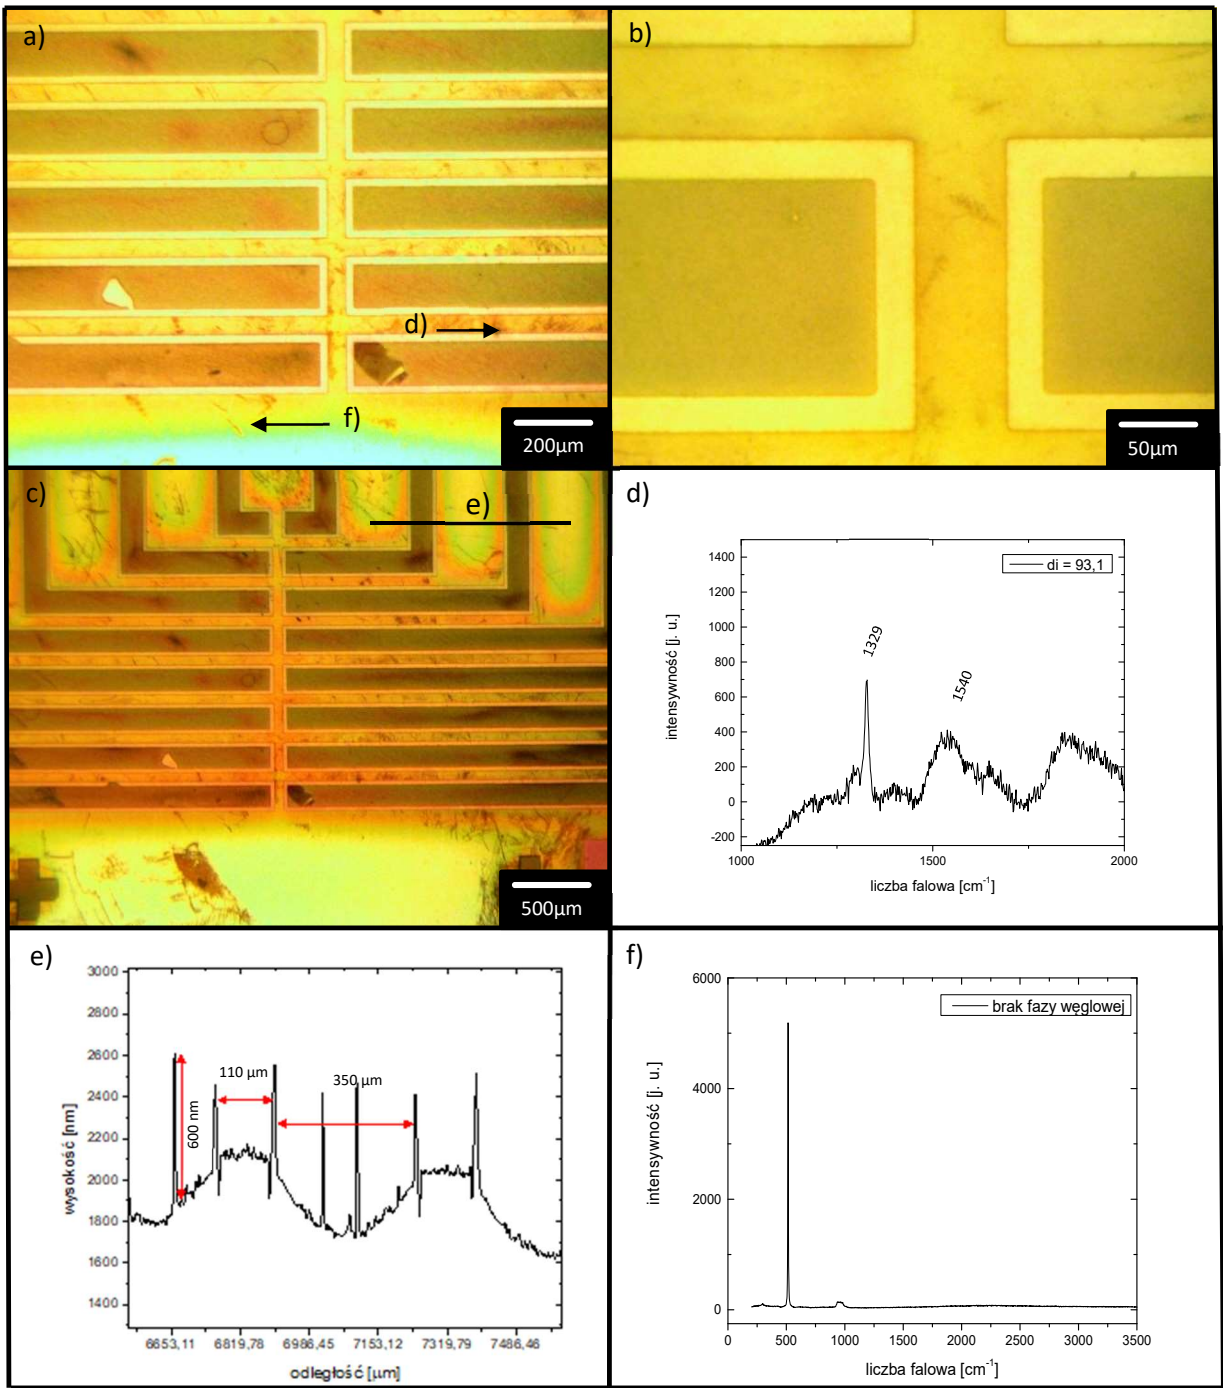 a)
d)
f)
200µm
b)
50µm
c)
e)
500µm
d)
1400
1200
1000
800
600
400
200
0
-200
1000
1500
2000
intensywność [j. u.]
liczba falowa [cm⁻¹]
di = 93,1
1329
1540
e)
3000
2600
2400
2200
2000
1800
1600
1400
wysokość [nm]
600 nm
110 µm
350 µm
6653,11
6819,78
6986,45
7153,12
7319,79
7486,46
odległość [µm]
f)
6000
4000
2000
0
intensywność [j. u.]
brak fazy węglowej
0
500
1000
1500
2000
2500
3000
3500
liczba falowa [cm⁻¹]